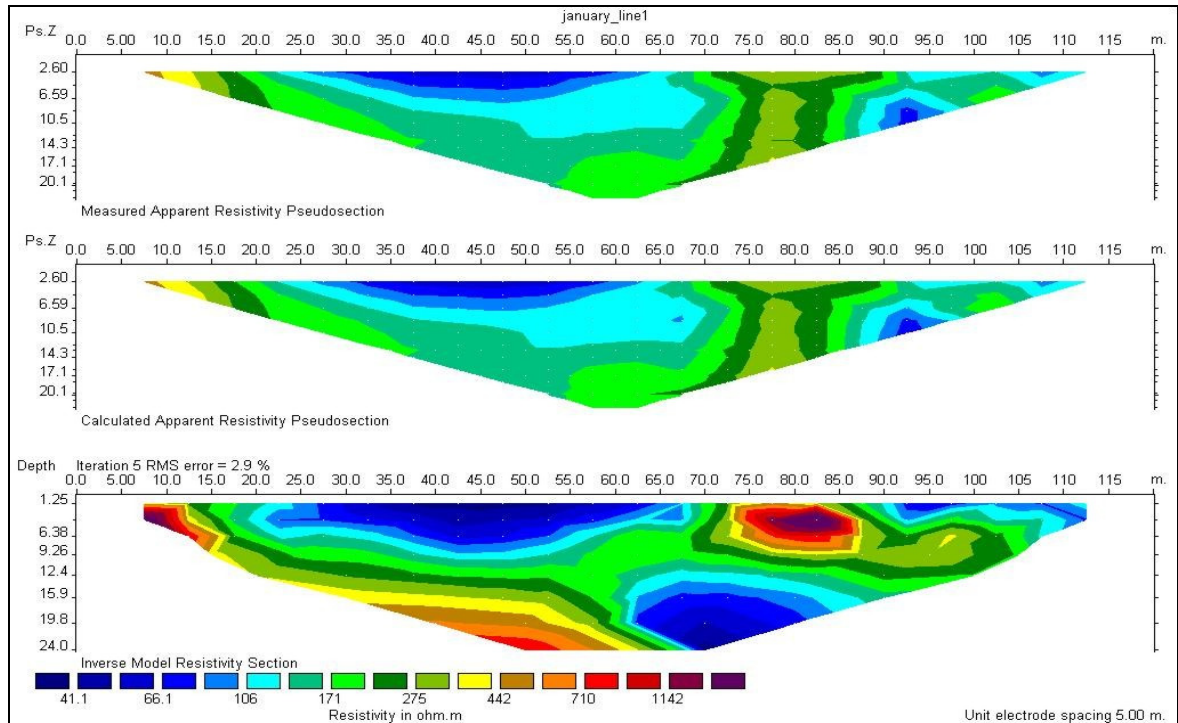 january_line1
Ps.Z 0.0 5.00 10.0 15.0 20.0 25.0 30.0 35.0 40.0 45.0 50.0 55.0 60.0 65.0 70.0 75.0 80.0 85.0 90.0 95.0 100.0 105 110 115 m.
2.60
6.59
10.5
14.3
17.1
20.1
Measured Apparent Resistivity Pseudosection
Ps.Z 0.0 5.00 10.0 15.0 20.0 25.0 30.0 35.0 40.0 45.0 50.0 55.0 60.0 65.0 70.0 75.0 80.0 85.0 90.0 95.0 100.0 105 110 115 m.
2.60
6.59
10.5
14.3
17.1
20.1
Calculated Apparent Resistivity Pseudosection
Depth Iteration 5 RMS error = 2.9 %
0.0 5.00 10.0 15.0 20.0 25.0 30.0 35.0 40.0 45.0 50.0 55.0 60.0 65.0 70.0 75.0 80.0 85.0 90.0 95.0 100.0 105 110 115 m.
1.25
6.38
9.26
12.4
15.9
19.8
24.0
Inverse Model Resistivity Section
41.1 66.1 106 171 275 442 710 1142
Resistivity in ohm.m Unit electrode spacing 5.00 m.